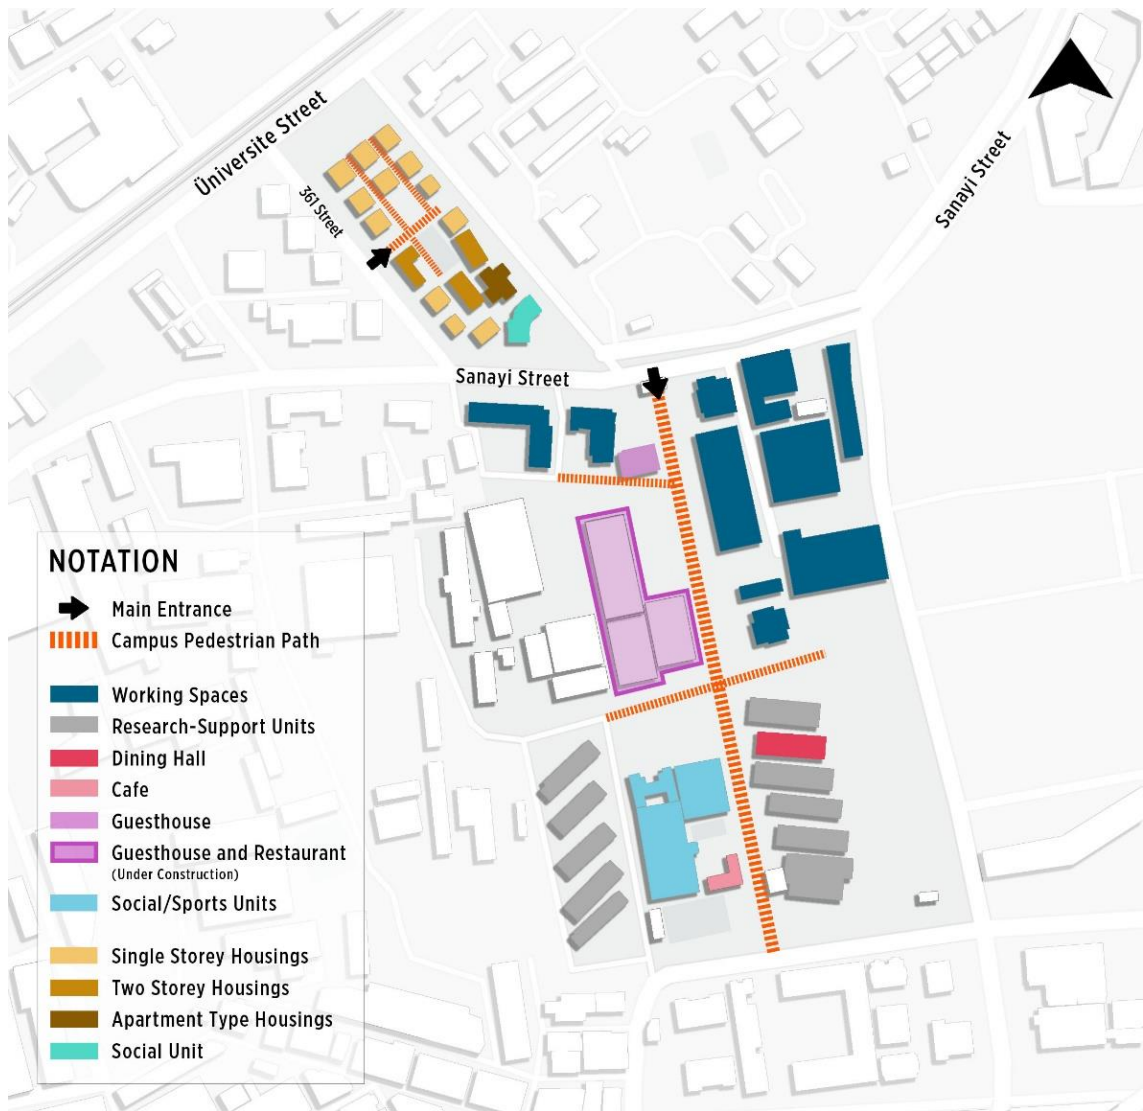 Üniversite Street
361 Street
Sanayi Street
Sanayi Street
NOTATION
Main Entrance
Campus Pedestrian Path
Working Spaces
Research-Support Units
Dining Hall
Cafe
Guesthouse
Guesthouse and Restaurant
(Under Construction)
Social/Sports Units
Single Storey Housings
Two Storey Housings
Apartment Type Housings
Social Unit